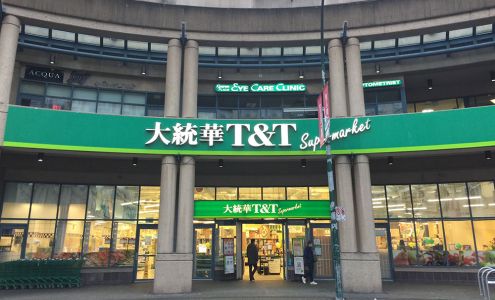 ACQUA
EYE CARE CLINIC
OPTOMETRIST
大統華 T&T Supermarket
大統華 T&T Supermarket